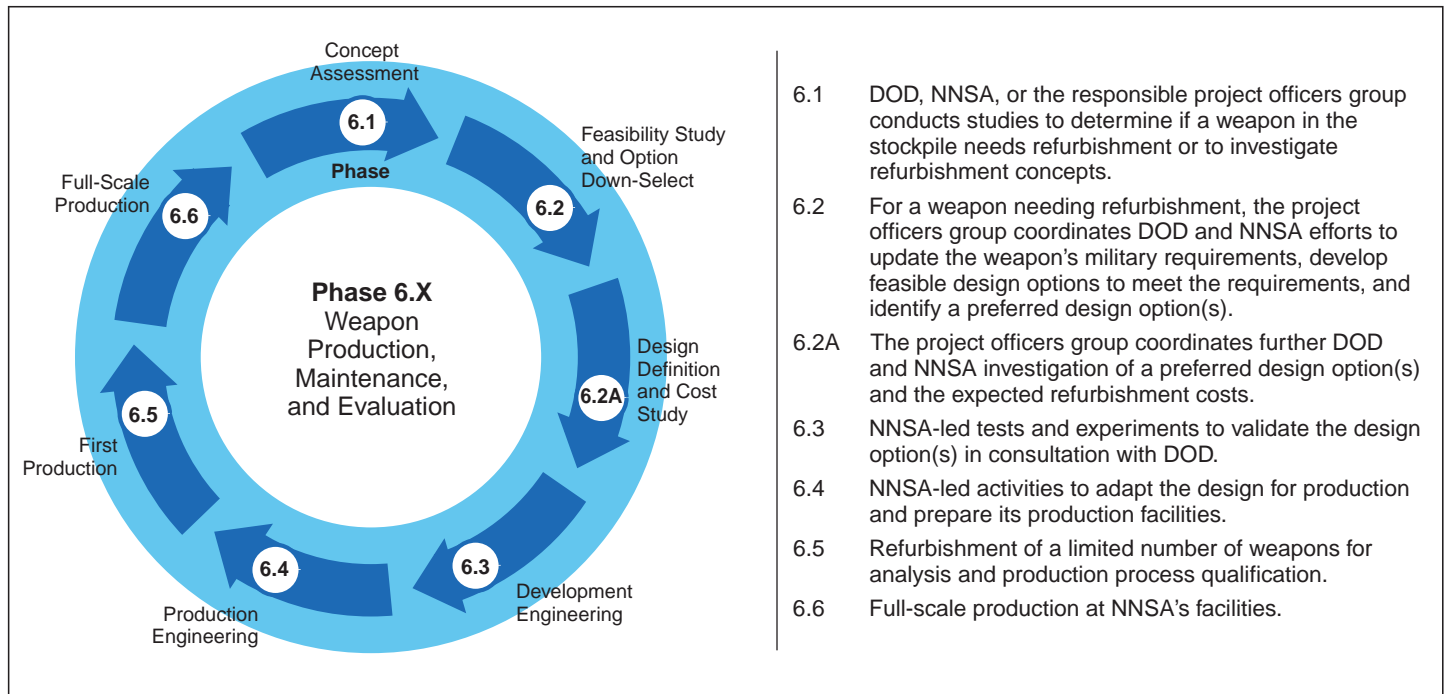 Concept
Assessment
6.1
Phase
Feasibility Study
and Option
Down-Select
6.2
Design
Definition
and Cost
Study
6.2A
Development
Engineering
6.3
Production
Engineering
6.4
First
Production
6.5
Full-Scale
Production
6.6
Phase 6.X
Weapon
Production,
Maintenance,
and Evaluation
6.1 DOD, NNSA, or the responsible project officers group
conducts studies to determine if a weapon in the
stockpile needs refurbishment or to investigate
refurbishment concepts.
6.2 For a weapon needing refurbishment, the project
officers group coordinates DOD and NNSA efforts to
update the weapon's military requirements, develop
feasible design options to meet the requirements, and
identify a preferred design option(s).
6.2A The project officers group coordinates further DOD
and NNSA investigation of a preferred design option(s)
and the expected refurbishment costs.
6.3 NNSA-led tests and experiments to validate the design
option(s) in consultation with DOD.
6.4 NNSA-led activities to adapt the design for production
and prepare its production facilities.
6.5 Refurbishment of a limited number of weapons for
analysis and production process qualification.
6.6 Full-scale production at NNSA's facilities.